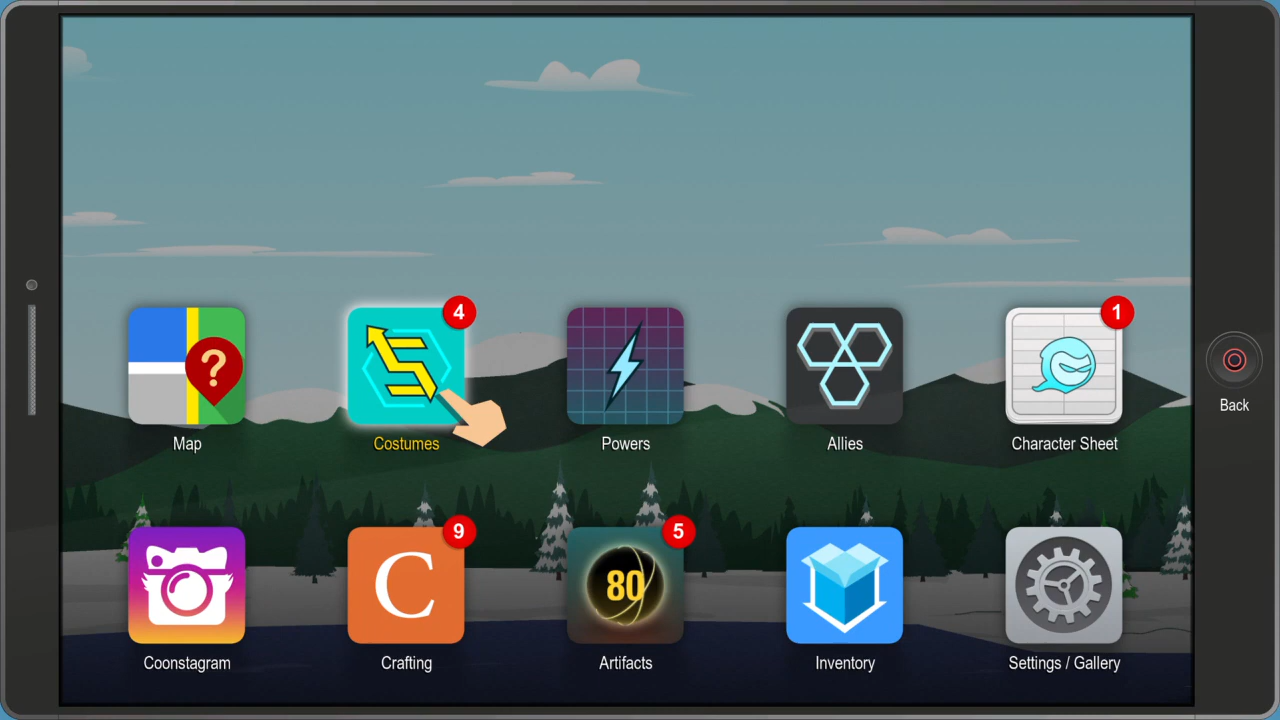 4
1
?
Map
Costumes
Powers
Allies
Character Sheet
Back
9
5
C
80
Coonstagram
Crafting
Artifacts
Inventory
Settings / Gallery